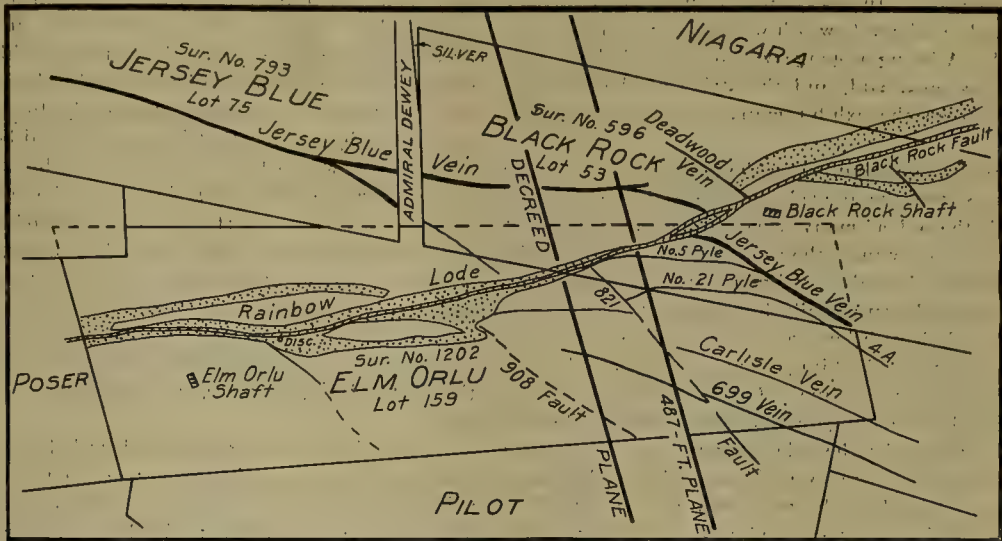 NIAGARA
Sur. No. 793
JERSEY BLUE
Lot 75
ADMIRAL DEWEY
SILVER
Jersey Blue
Vein
Sur. No. 596
BLACK ROCK
Lot 53
Deadwood
Vein
Black Rock Fault
Black Rock Shaft
DECREED
PLANE
487-FT. PLANE
Jersey Blue Vein
No. 5 Pyle
No. 21 Pyle
4.A.
Rainbow
Lode
DISC.
Sur. No. 1202
ELM ORLU
Lot 159
Elm Orlu
Shaft
POSER
908 Fault
821
Fault
Carlisle Vein
699 Vein
PILOT